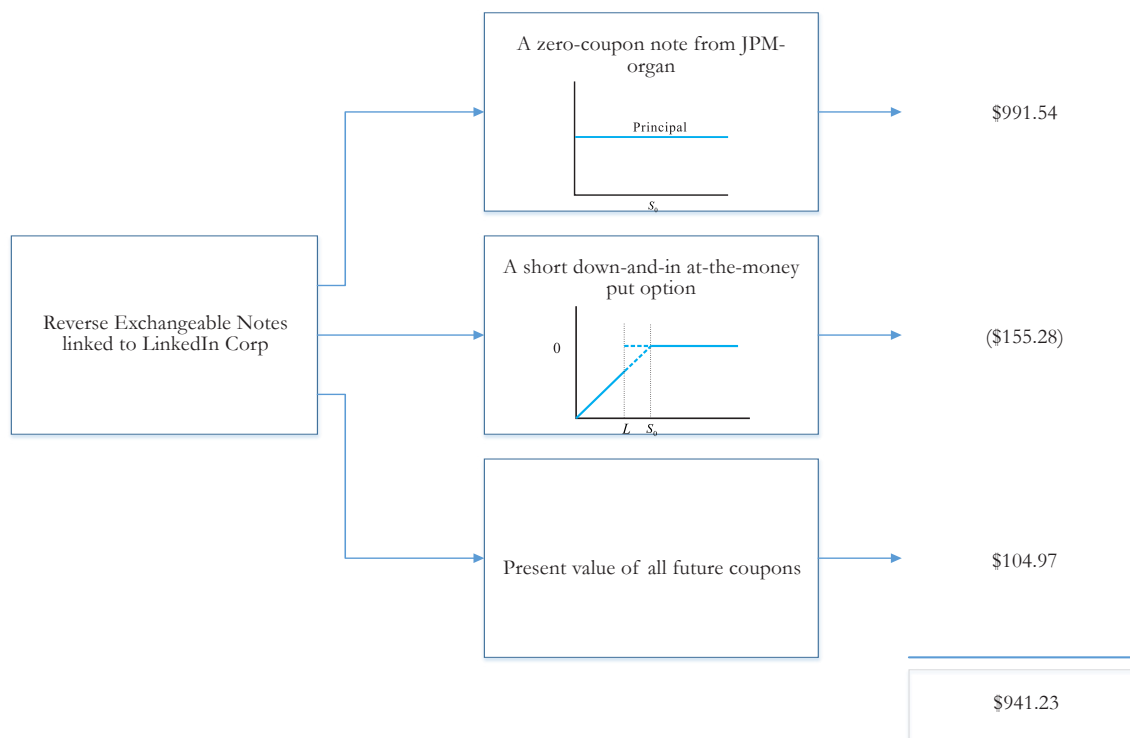 A zero-coupon note from JPM-
organ
Principal
S₀
$991.54
Reverse Exchangeable Notes
linked to LinkedIn Corp
A short down-and-in at-the-money
put option
0
L S₀
($155.28)
Present value of all future coupons
$104.97
$941.23